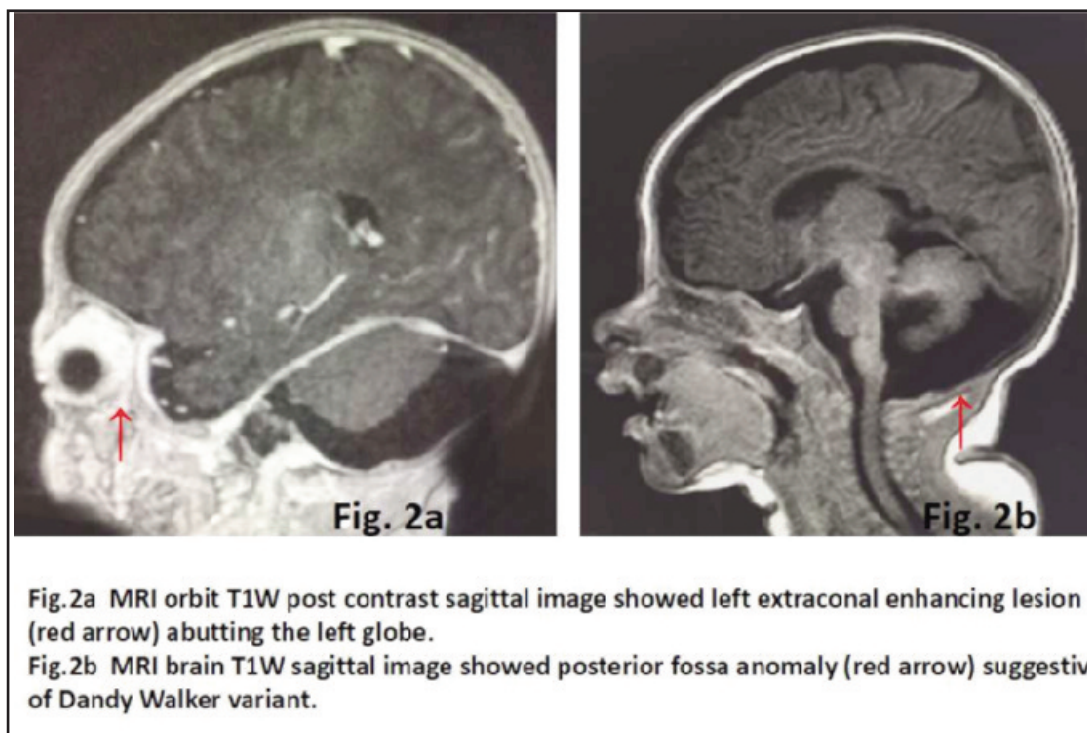 Fig. 2a
Fig. 2b
Fig.2a MRI orbit T1W post contrast sagittal image showed left extraconal enhancing lesion
(red arrow) abutting the left globe.
Fig.2b MRI brain T1W sagittal image showed posterior fossa anomaly (red arrow) suggestiv
of Dandy Walker variant.